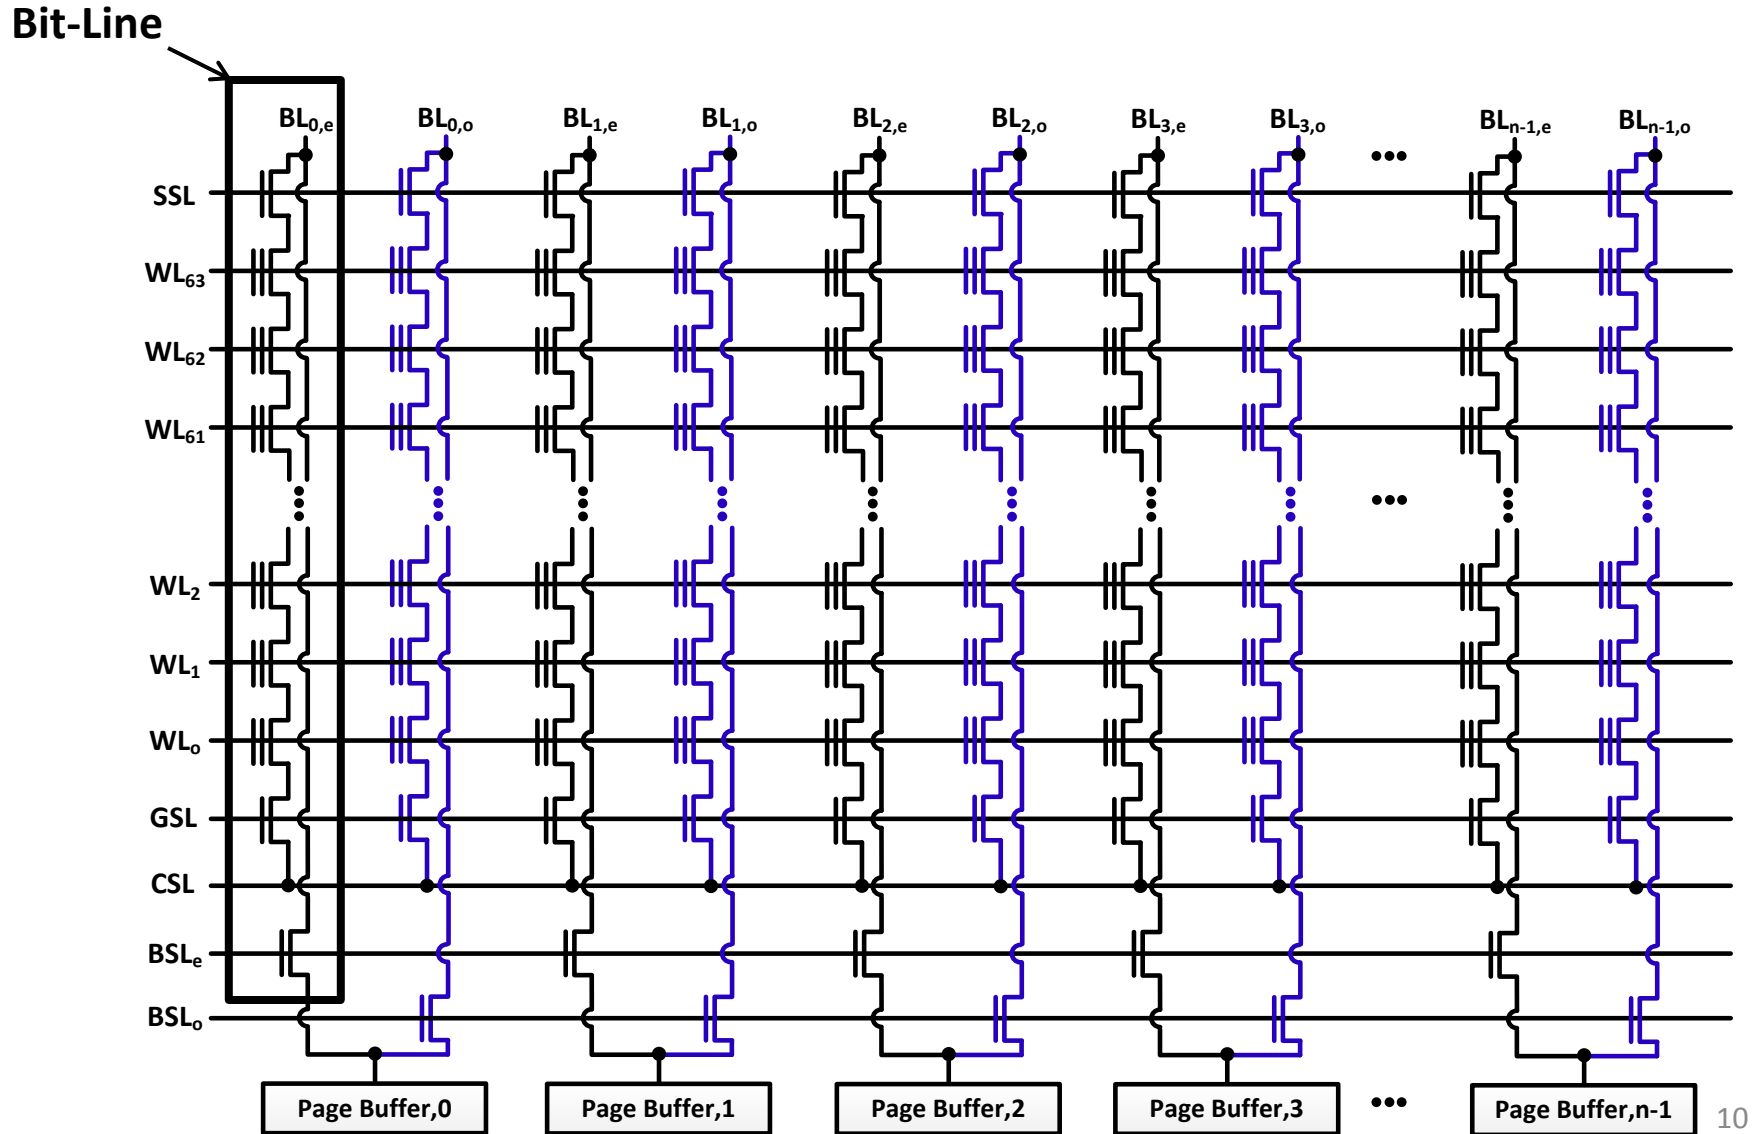 Bit-Line
BL0,e BL0,o BL1,e BL1,o BL2,e BL2,o BL3,e BL3,o BLn-1,e BLn-1,o
•••
SSL
WL63
WL62
WL61
•••
WL2
WL1
WLo
GSL
CSL
BSLe
BSLo
Page Buffer,0 Page Buffer,1 Page Buffer,2 Page Buffer,3 ••• Page Buffer,n-1
10